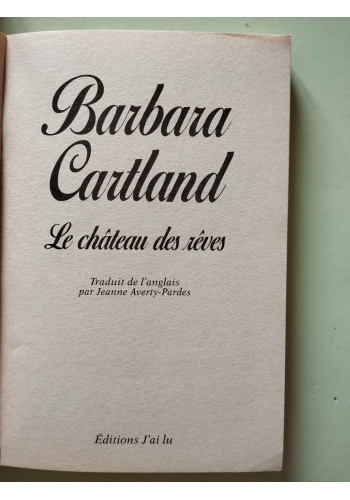 Barbara
Cartland
Le château des rêves
Traduit de l'anglais
par Jeanne Averty-Pardes
Éditions J'ai lu